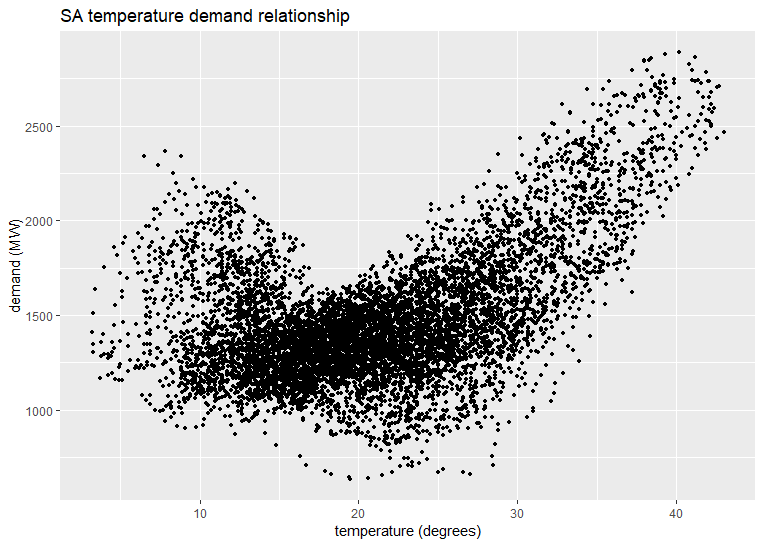 SA temperature demand relationship
2500
2000
1500
1000
demand (MW)
10 20 30 40
temperature (degrees)